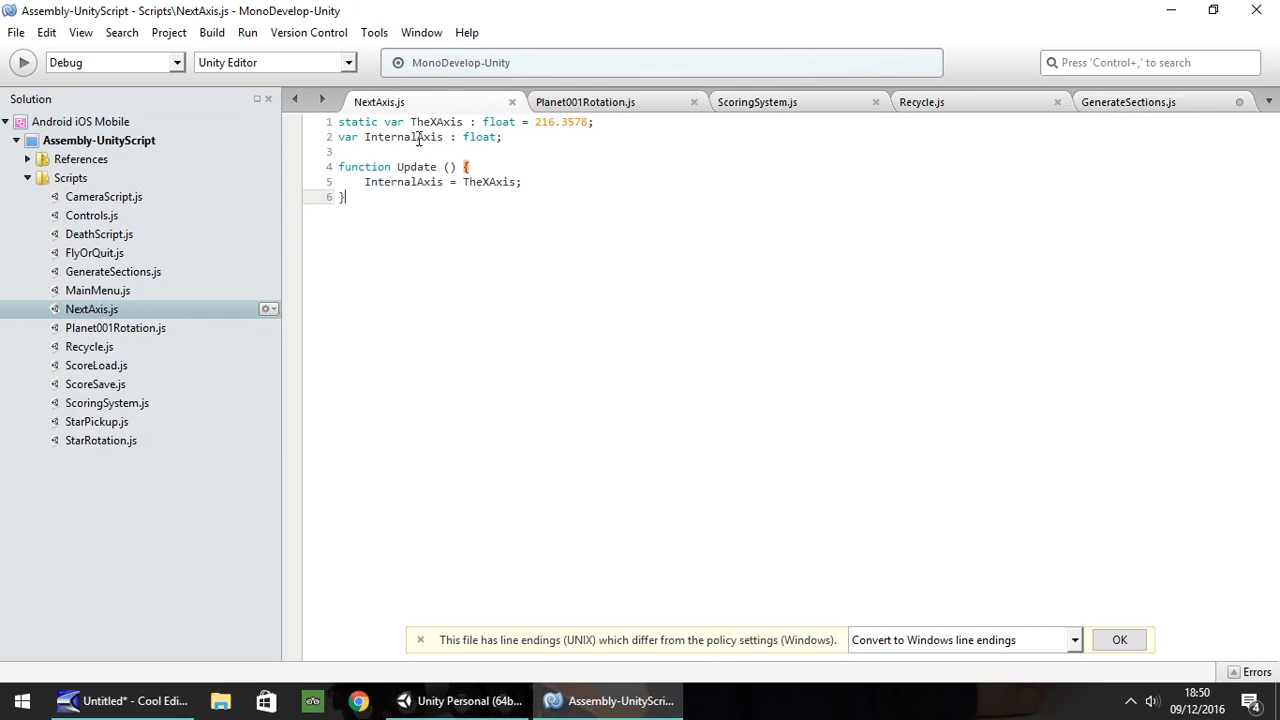 Assembly-UnityScript - Scripts\NextAxis.js - MonoDevelop-Unity
File Edit View Search Project Build Run Version Control Tools Window Help
Debug Unity Editor MonoDevelop-Unity Press 'Control+,' to search
Solution
NextAxis.js Planet001Rotation.js ScoringSystem.js Recycle.js GenerateSections.js
Android iOS Mobile
Assembly-UnityScript
References
Scripts
CameraScript.js
Controls.js
DeathScript.js
FlyOrQuit.js
GenerateSections.js
MainMenu.js
NextAxis.js
Planet001Rotation.js
Recycle.js
ScoreLoad.js
ScoreSave.js
ScoringSystem.js
StarPickup.js
StarRotation.js
1 static var TheXAxis : float = 216.3578;
2 var InternalAxis : float;
3
4 function Update () {
5 InternalAxis = TheXAxis;
6 }
This file has line endings (UNIX) which differ from the policy settings (Windows). Convert to Windows line endings OK
Errors
Untitled* - Cool Edi... Unity Personal (64b... Assembly-UnityScri...
18:50
09/12/2016
4